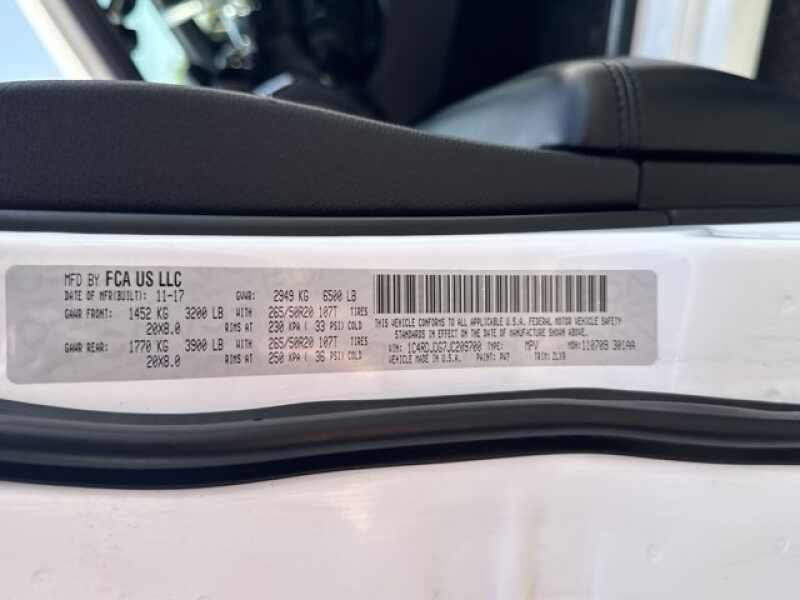 MFD BY FCA US LLC
DATE OF MFR(BUILT): 11-17 GVWR: 2949 KG 6500 LB
GAWR FRONT: 1452 KG 3200 LB WITH 265/50R20 107T TIRES
20X8.0 RIMS AT 230 KPA ( 33 PSI) COLD
GAWR REAR: 1770 KG 3900 LB WITH 265/50R20 107T TIRES
20X8.0 RIMS AT 250 KPA ( 36 PSI) COLD
THIS VEHICLE CONFORMS TO ALL APPLICABLE U.S.A. FEDERAL MOTOR VEHICLE SAFETY
STANDARDS IN EFFECT ON THE DATE OF MANUFACTURE SHOWN ABOVE.
VIN: 1C4RDJDG7JC209700 TYPE: MPV MDH: 110709 301AA
VEHICLE MADE IN U.S.A. PAINT: PW7 TRIM: ZLX9